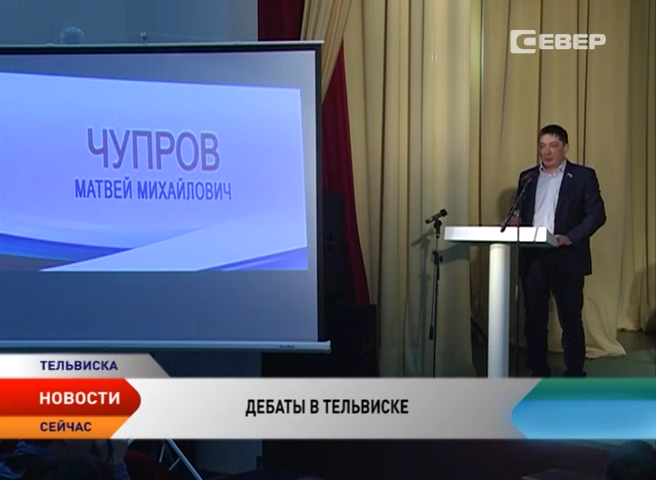 СЕВЕР
ЧУПРОВ
МАТВЕЙ МИХАЙЛОВИЧ
ТЕЛЬВИСКА
НОВОСТИ
СЕЙЧАС
ДЕБАТЫ В ТЕЛЬВИСКЕ